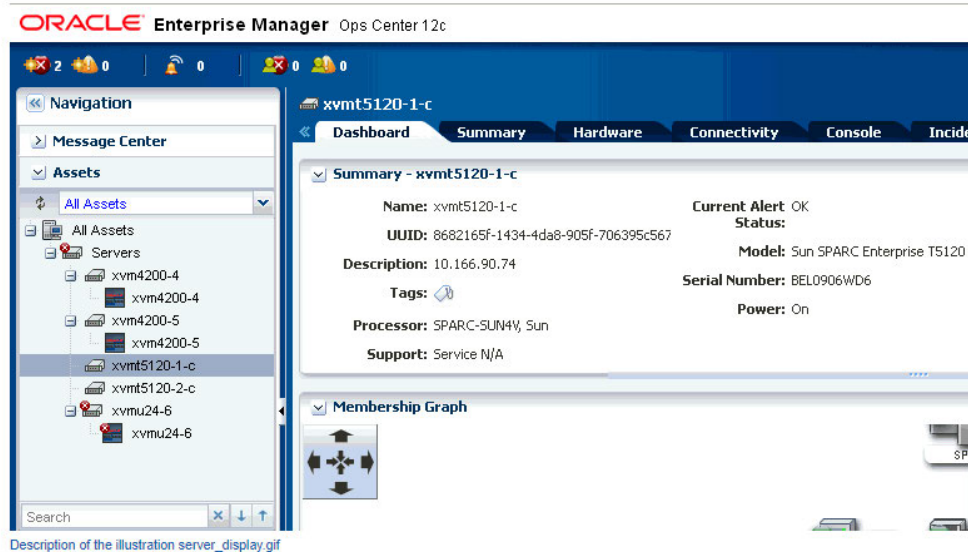 ORACLE Enterprise Manager Ops Center 12c
2 0 0 0 0
Navigation
Message Center
Assets
All Assets
All Assets
Servers
xvm4200-4
xvm4200-4
xvm4200-5
xvm4200-5
xvmt5120-1-c
xvmt5120-2-c
xvmu24-6
xvmu24-6
Search
xvmt5120-1-c
Dashboard Summary Hardware Connectivity Console Incide
Summary - xvmt5120-1-c
Name: xvmt5120-1-c
UUID: 8682165f-1434-4da8-905f-706395c567
Description: 10.166.90.74
Tags:
Processor: SPARC-SUN4V, Sun
Support: Service N/A
Current Alert Status: OK
Model: Sun SPARC Enterprise T5120
Serial Number: BEL0906WD6
Power: On
Membership Graph
SP
Description of the illustration server_display.gif